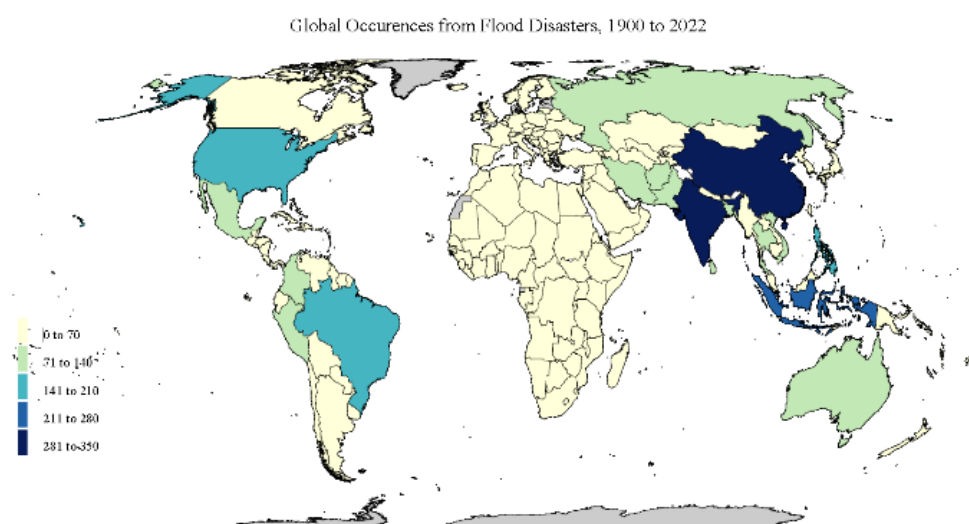 Global Occurences from Flood Disasters, 1900 to 2022
0 to 70
71 to 140
141 to 210
211 to 280
281 to 350